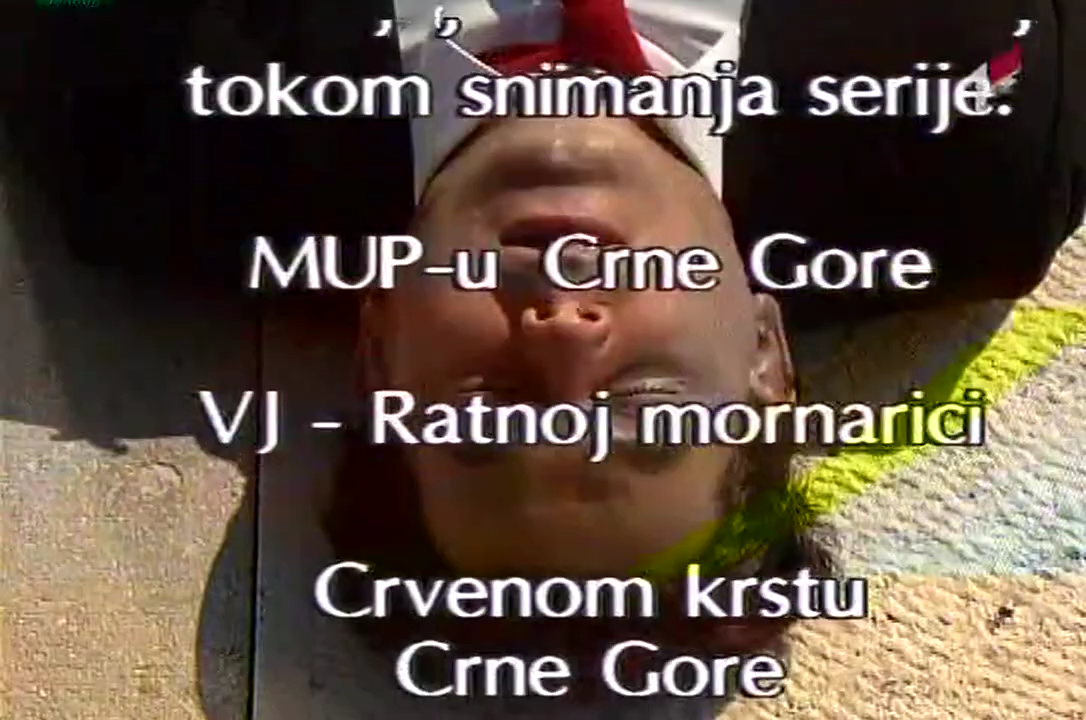 tokom snimanja serije.
MUP-u Crne Gore
VJ - Ratnoj mornarici
Crvenom krstu
Crne Gore